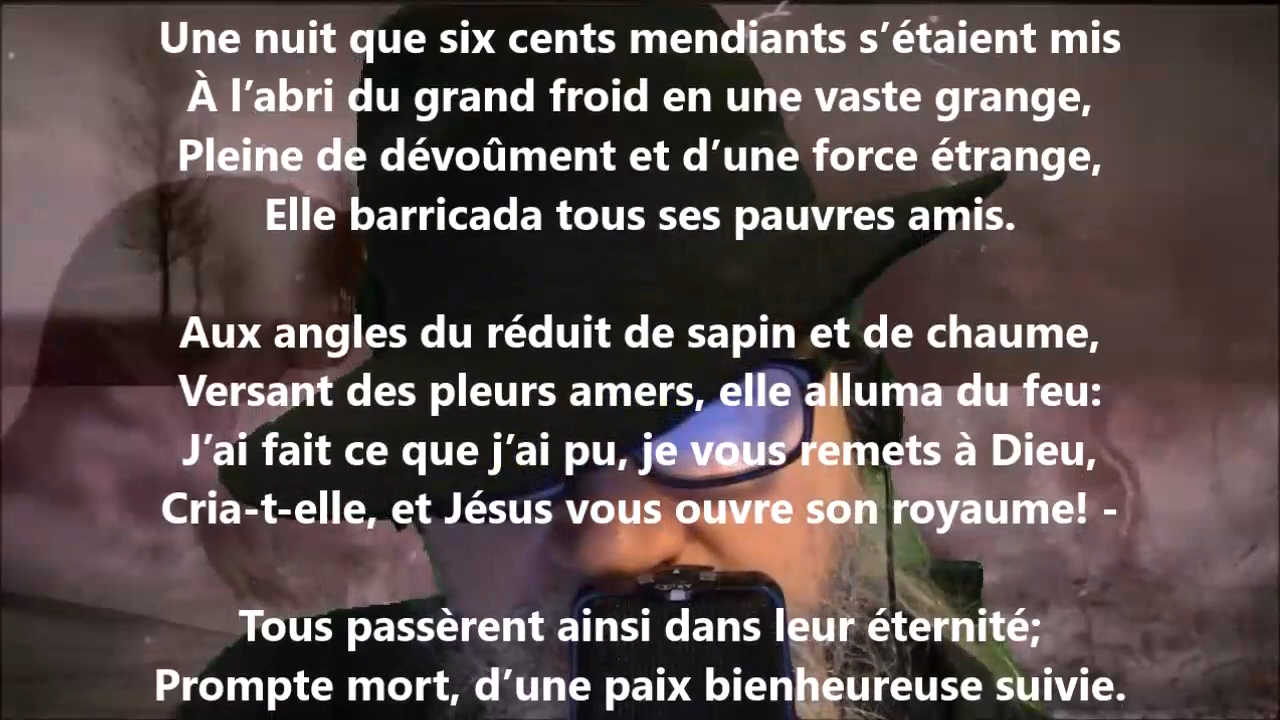 Une nuit que six cents mendiants s’étaient mis
À l’abri du grand froid en une vaste grange,
Pleine de dévoûment et d’une force étrange,
Elle barricada tous ses pauvres amis.
Aux angles du réduit de sapin et de chaume,
Versant des pleurs amers, elle alluma du feu:
J’ai fait ce que j’ai pu, je vous remets à Dieu,
Cria-t-elle, et Jésus vous ouvre son royaume! -
Tous passèrent ainsi dans leur éternité;
Prompte mort, d’une paix bienheureuse suivie.